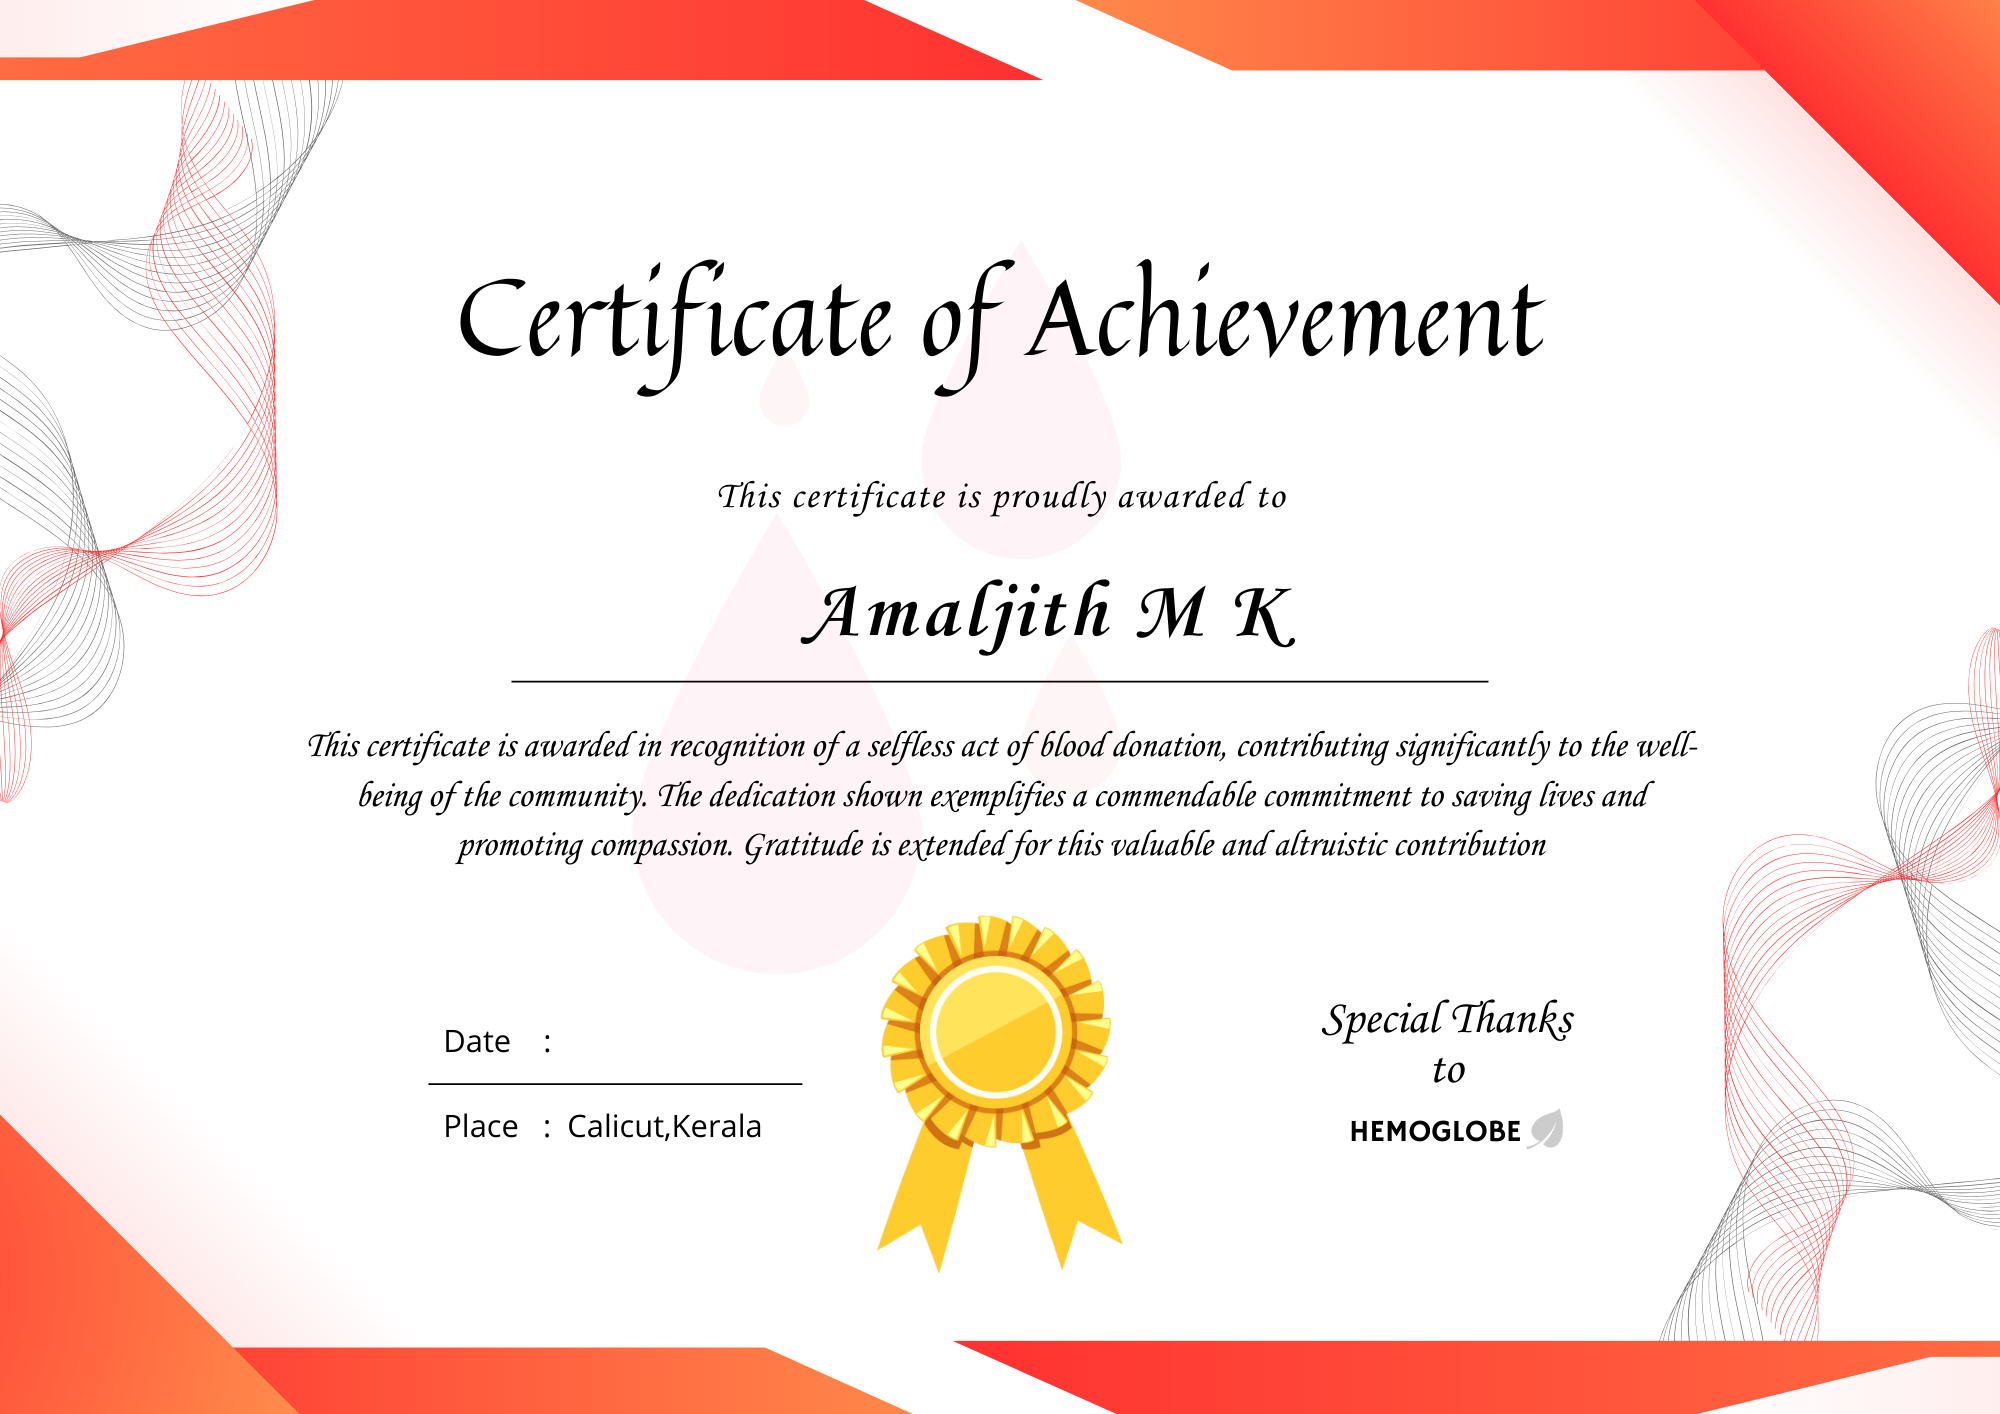 Certificate of Achievement
This certificate is proudly awarded to
Amaljith M K
This certificate is awarded in recognition of a selfless act of blood donation, contributing significantly to the well-
being of the community. The dedication shown exemplifies a commendable commitment to saving lives and
promoting compassion. Gratitude is extended for this valuable and altruistic contribution
Date :
Place : Calicut,Kerala
Special Thanks
to
HEMOGLOBE